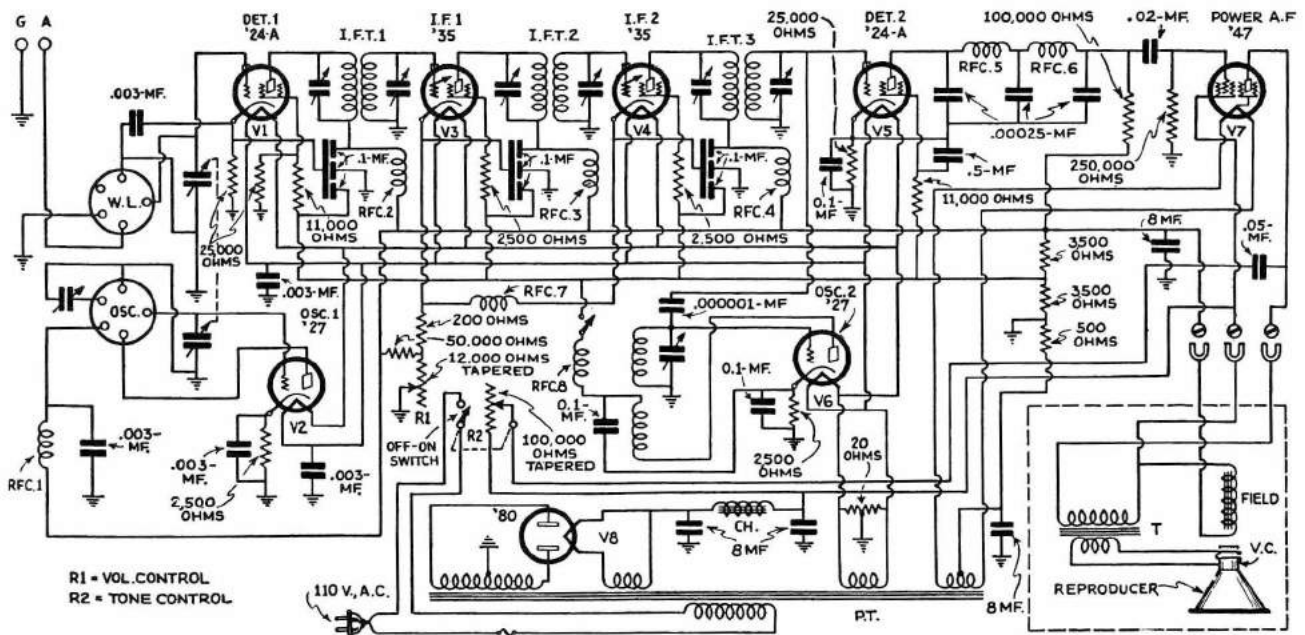 G A
DET.1
'24-A
I.F.T.1
I.F.1
'35
I.F.T.2
I.F.2
'35
I.F.T.3
25,000
OHMS
DET.2
'24-A
100,000
OHMS
.02-MF.
POWER A.F
'47
RFC.5
RFC.6
.003-MF.
V1
V3
V4
V5
V7
.00025-MF
.1-MF.
.1-MF.
.1-MF.
.5-MF
W.L.
250,000
OHMS
0.1-
MF
11,000
OHMS
RFC.2
RFC.3
RFC.4
11,000
OHMS
25,000
OHMS
2500
OHMS
2,500
OHMS
8 MF.
.05-
MF.
3500
OHMS
.003-MF.
RFC.7
.000001-MF
OSC.2
'27
OSC.
OSC.1
'27
3500
OHMS
200 OHMS
50,000 OHMS
12,000 OHMS
TAPERED
500
OHMS
RFC8
0.1-MF.
V6
V2
R1
R2
0.1-
MF.
20
OHMS
OFF-ON
SWITCH
100,000
OHMS
TAPERED
2500
OHMS
.003-
MF.
.003-
MF.
.003-
MF.
RFC.1
2,500
OHMS
FIELD
'80
V8
CH.
8 MF
T
V.C.
R1 = VOL. CONTROL
R2 = TONE CONTROL
110 V., A.C.
P.T.
8 MF.
REPRODUCER